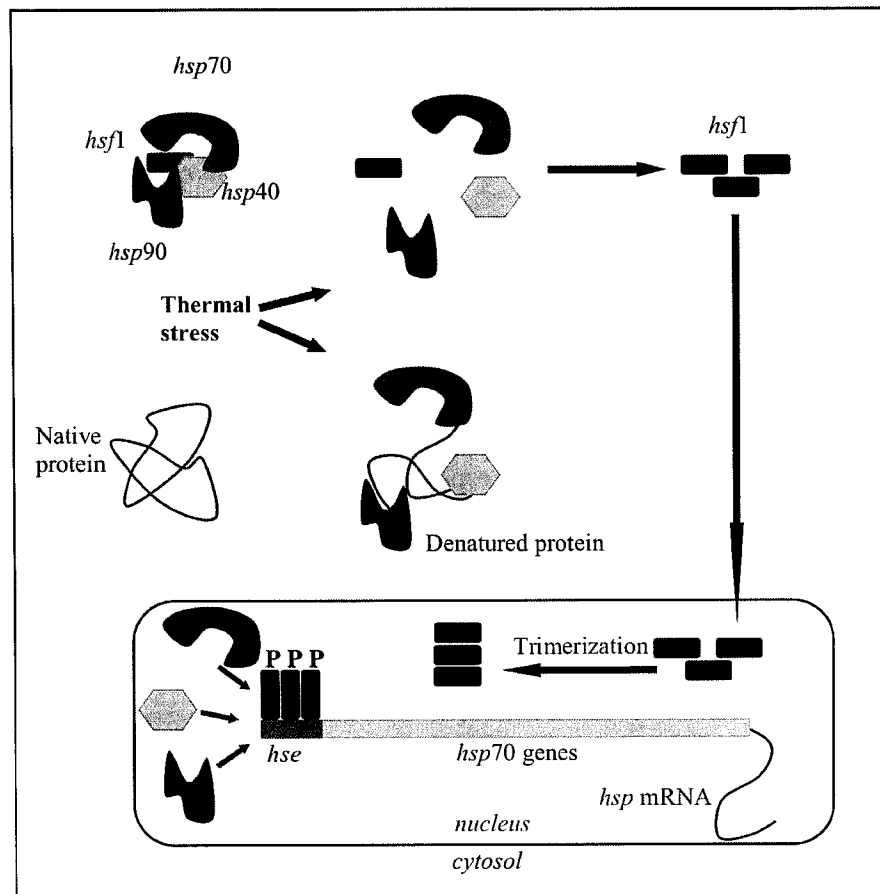 hsp70
hsf1
hsf1
hsp40
hsp90
Thermal
stress
Native
protein
Denatured protein
P P P
Trimerization
hse
hsp70 genes
hsp mRNA
nucleus
cytosol